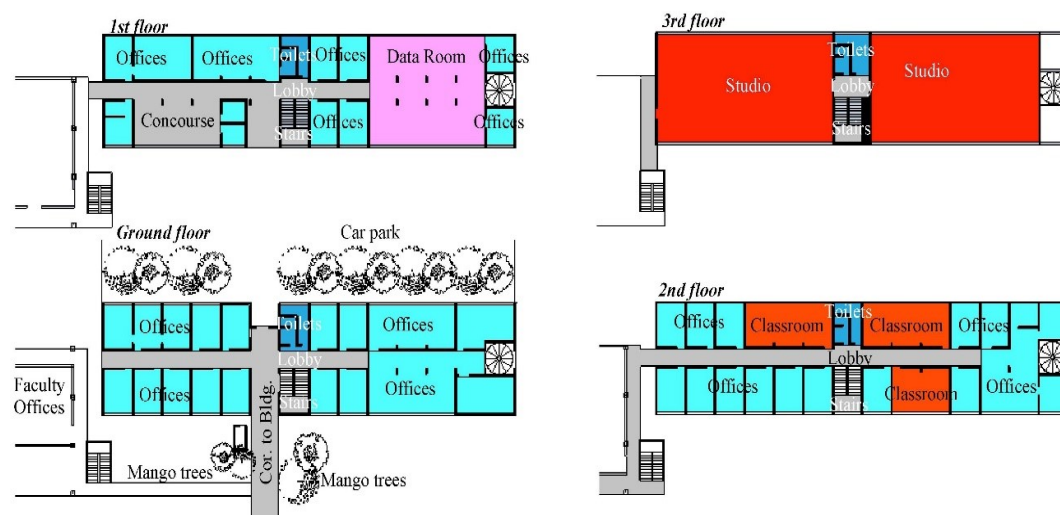 1st floor
Offices
Offices
Toilets
Offices
Data Room
Offices
Lobby
Concourse
Stairs
Offices
Offices
3rd floor
Toilets
Studio
Lobby
Studio
Stairs
Ground floor
Car park
Offices
Toilets
Offices
Lobby
Faculty
Offices
Offices
Stairs
Offices
Cor. to Bldg.
Mango trees
Mango trees
2nd floor
Toilets
Offices
Classroom
Classroom
Offices
Lobby
Offices
Classroom
Offices
Stairs